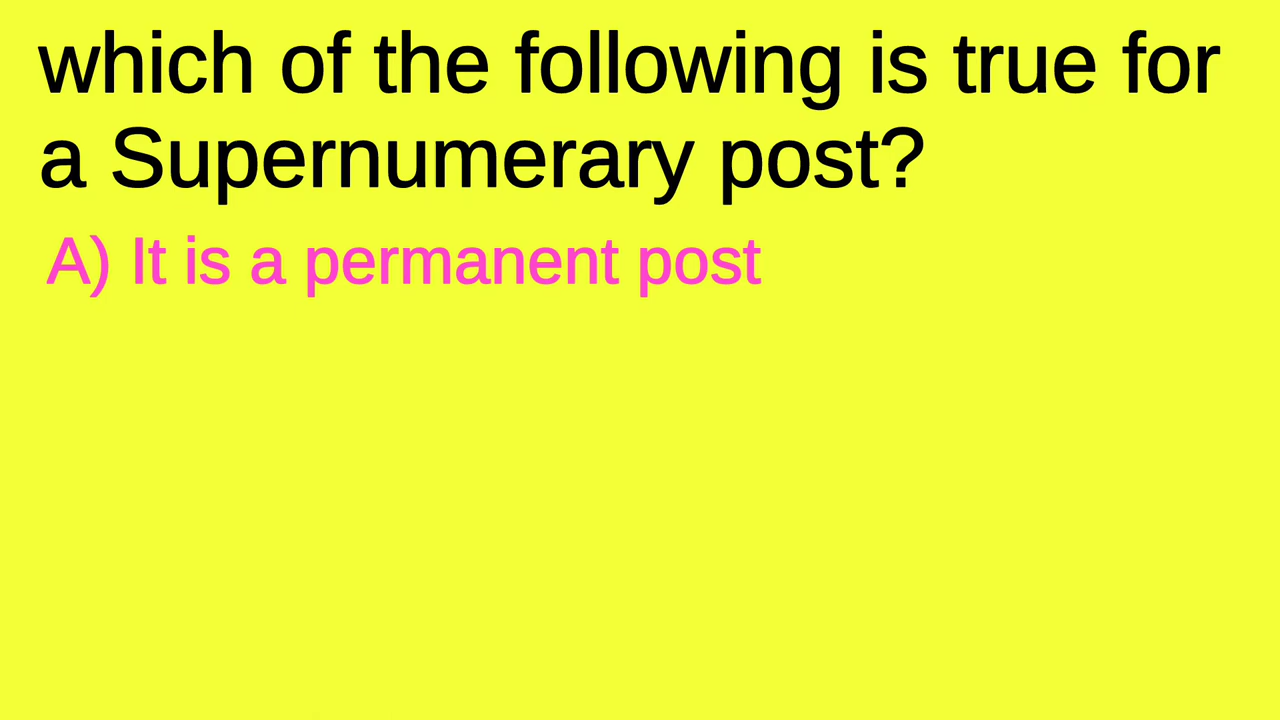 which of the following is true for
a Supernumerary post?
A) It is a permanent post